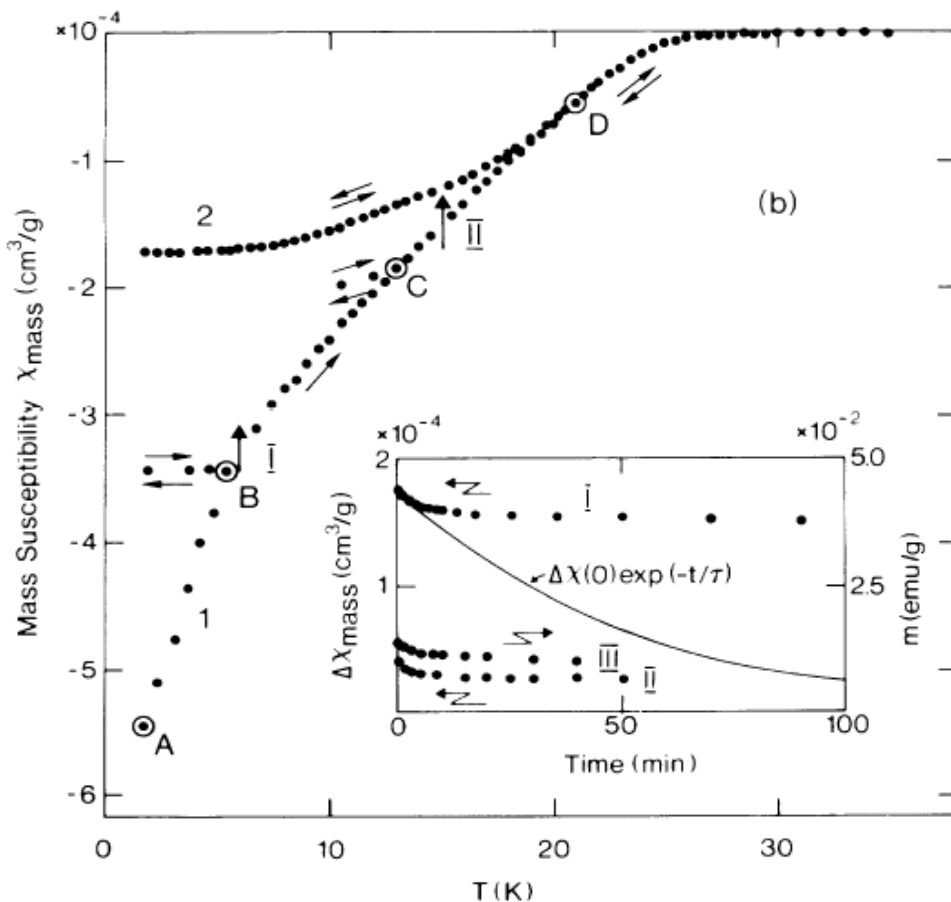 ×10⁻⁴
0
-1
-2
-3
-4
-5
-6
Mass Susceptibility χmass (cm³/g)
0 10 20 30
T(K)
(b)
D
2
II
C
I
B
1
A
×10⁻⁴
×10⁻²
2
1
5.0
2.5
0
Δχmass (cm³/g)
m (emu/g)
I
Δχ(0)exp(-t/τ)
III
II
0 50 100
Time (min)